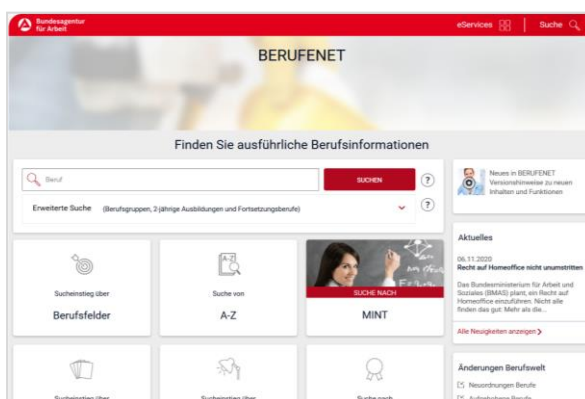 Bundesagentur
für Arbeit
eServices
Suche
BERUFENET
Finden Sie ausführliche Berufsinformationen
Beruf
SUCHEN
?
Erweiterte Suche (Berufsgruppen, 2-jährige Ausbildungen und Fortsetzungsberufe)
?
Neues in BERUFENET
Versionshinweise zu neuen
Inhalten und Funktionen
Sucheinstieg über
Berufsfelder
A-Z
Suche von
A-Z
SUCHE NACH
MINT
Aktuelles
06.11.2020
Recht auf Homeoffice nicht unumstritten
Das Bundesministerium für Arbeit und
Soziales (BMAS) plant, ein Recht auf
Homeoffice einzuführen. Nicht alle
finden das gut: Mehr als die...
Alle Neuigkeiten anzeigen
Sucheinstieg über
Sucheinstieg über
Suche nach
Änderungen Berufswelt
Neuordnungen Berufe
Aufgehobene Berufe